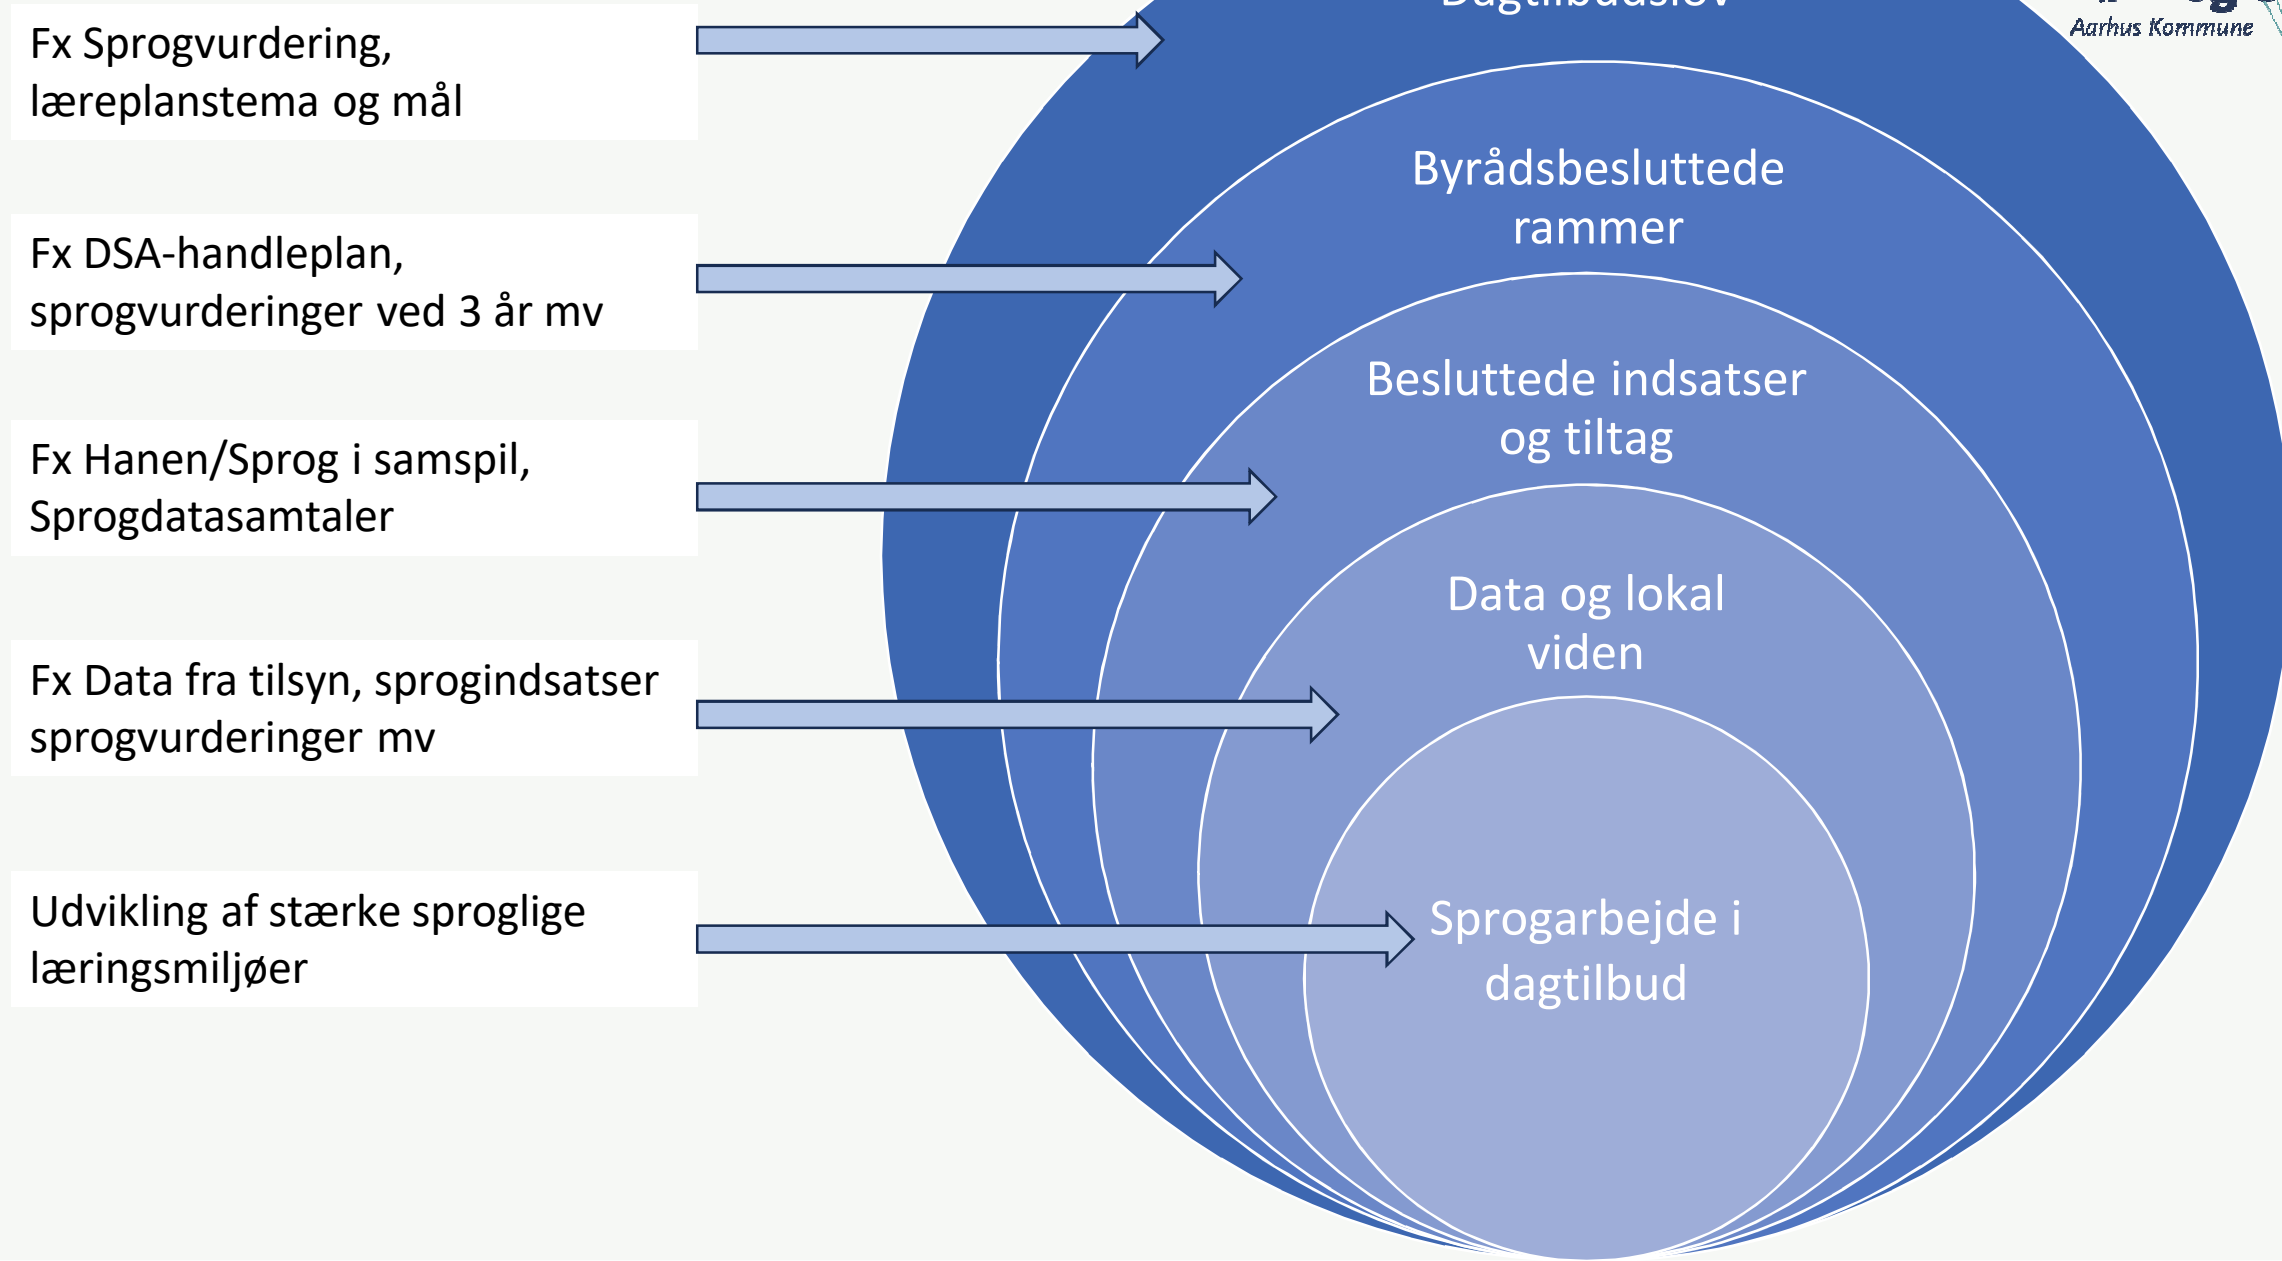 Fx Sprogvurdering,
læreplanstema og mål
Fx DSA-handleplan,
sprogvurderinger ved 3 år mv
Fx Hanen/Sprog i samspil,
Sprogdatasamtaler
Fx Data fra tilsyn, sprogindsatser
sprogvurderinger mv
Udvikling af stærke sproglige
læringsmiljøer
Dagtilbudslov
Byrådsbesluttede
rammer
Besluttede indsatser
og tiltag
Data og lokal
viden
Sprogarbejde i
dagtilbud
Aarhus Kommune